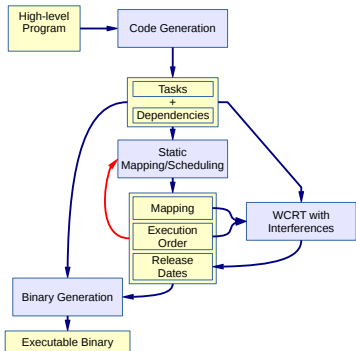 High-level
Program
Code Generation
Tasks
+
Dependencies
Static
Mapping/Scheduling
Mapping
Execution
Order
Release
Dates
WCRT with
Interferences
Binary Generation
Executable Binary